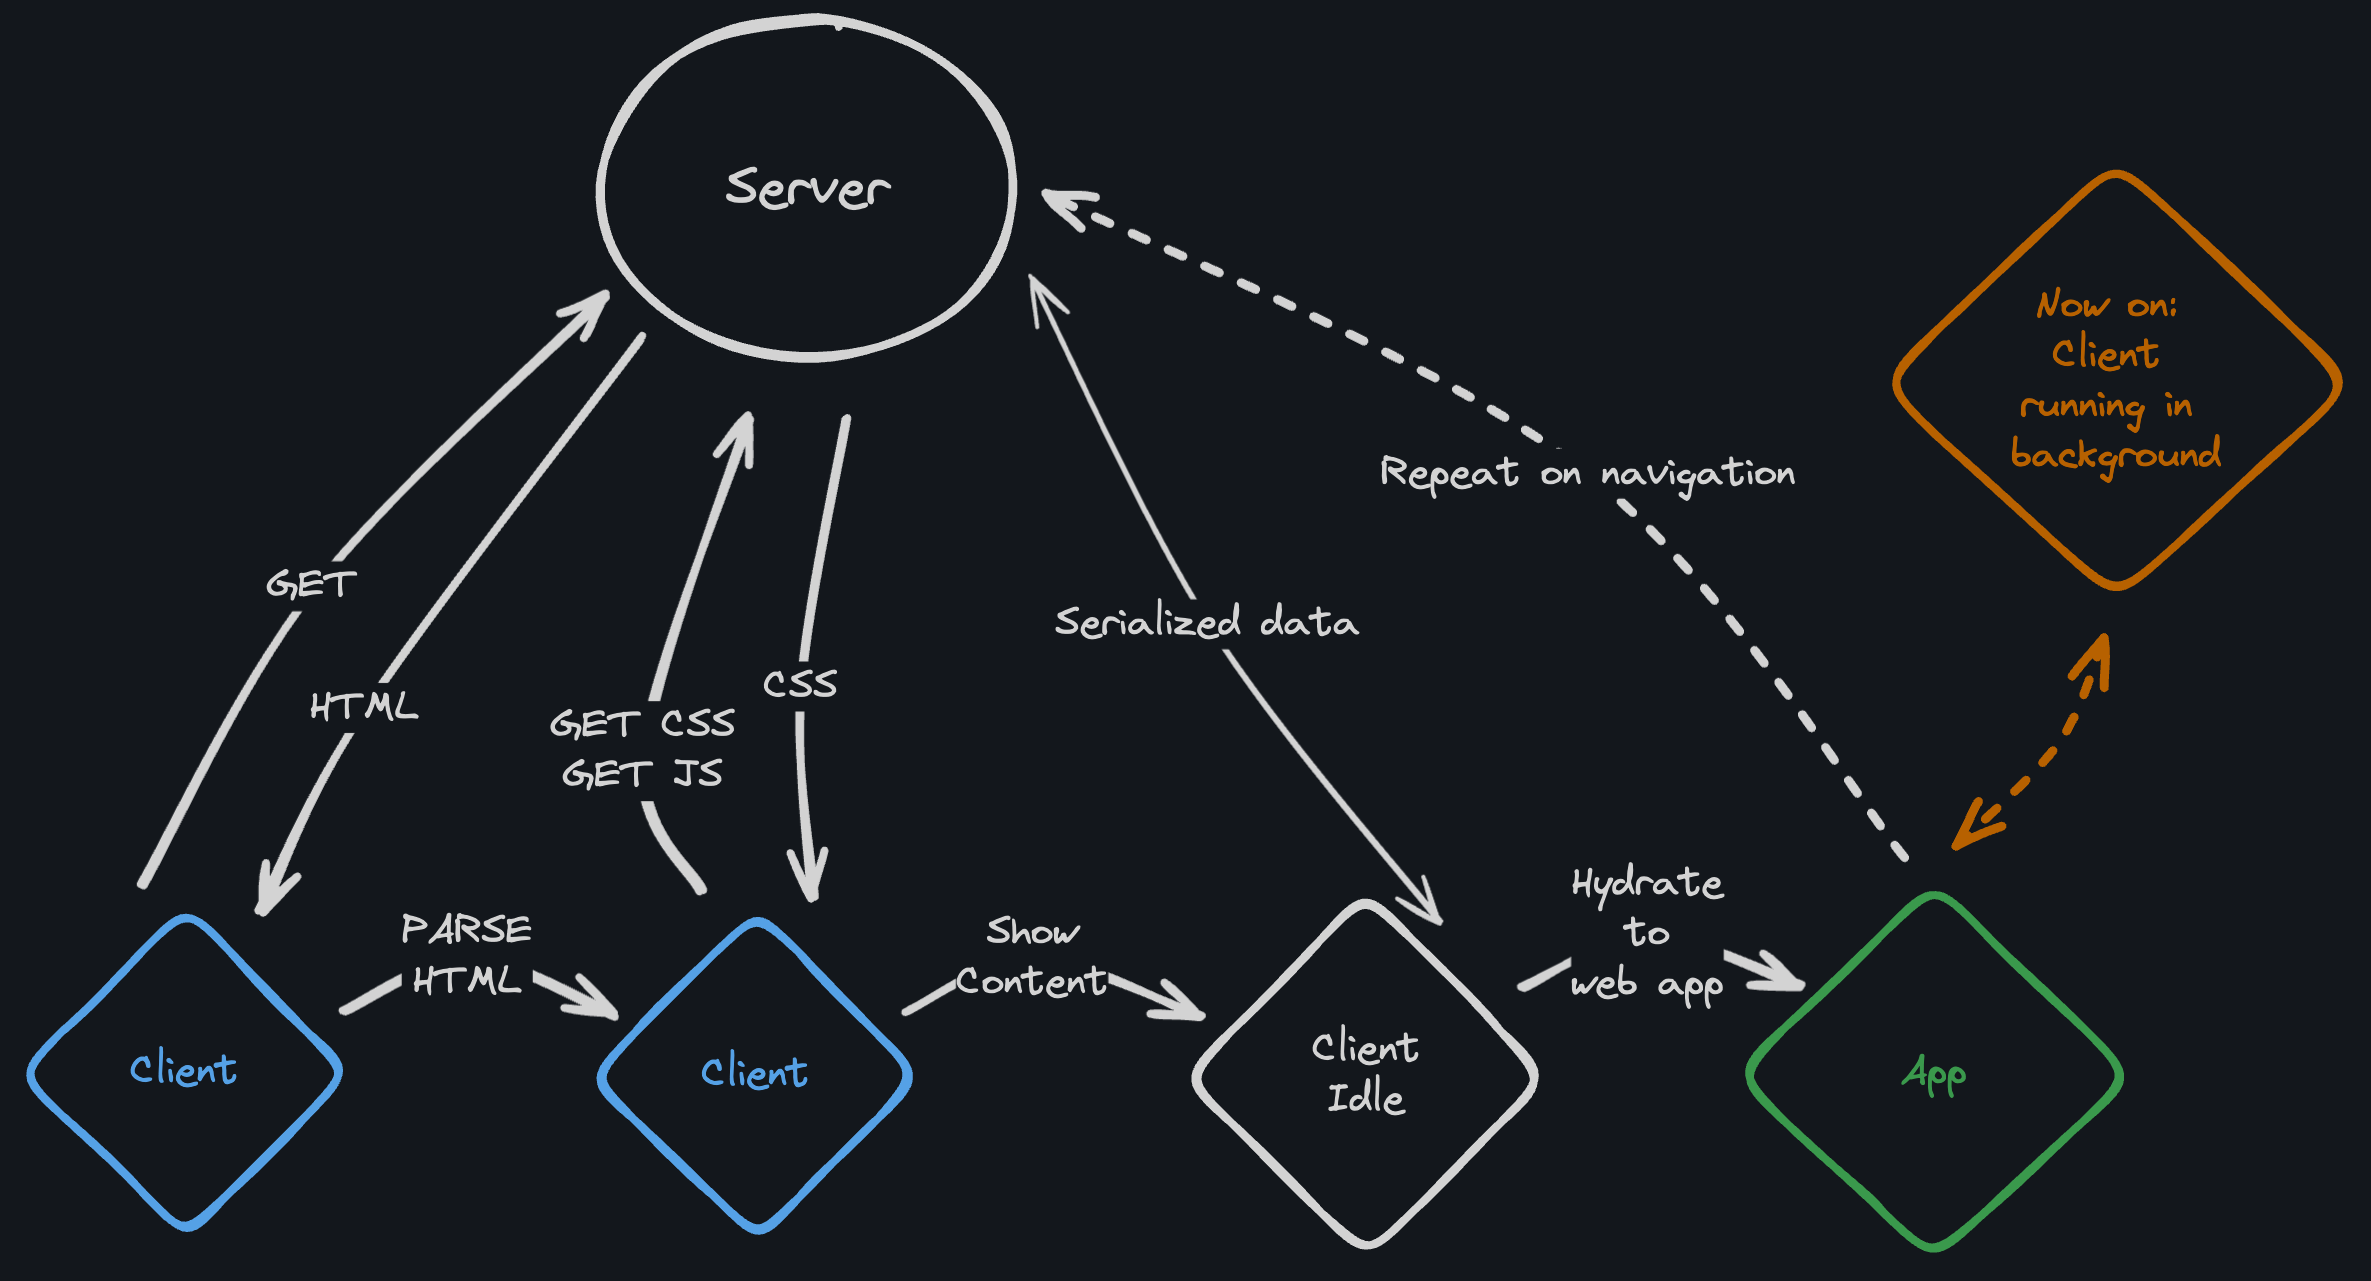 Server
Now on:
Client
running in
background
Repeat on navigation
GET
Serialized data
HTML
CSS
GET CSS
GET JS
Hydrate
to
web app
PARSE
HTML
Show
Content
Client
Client
Client
Idle
App